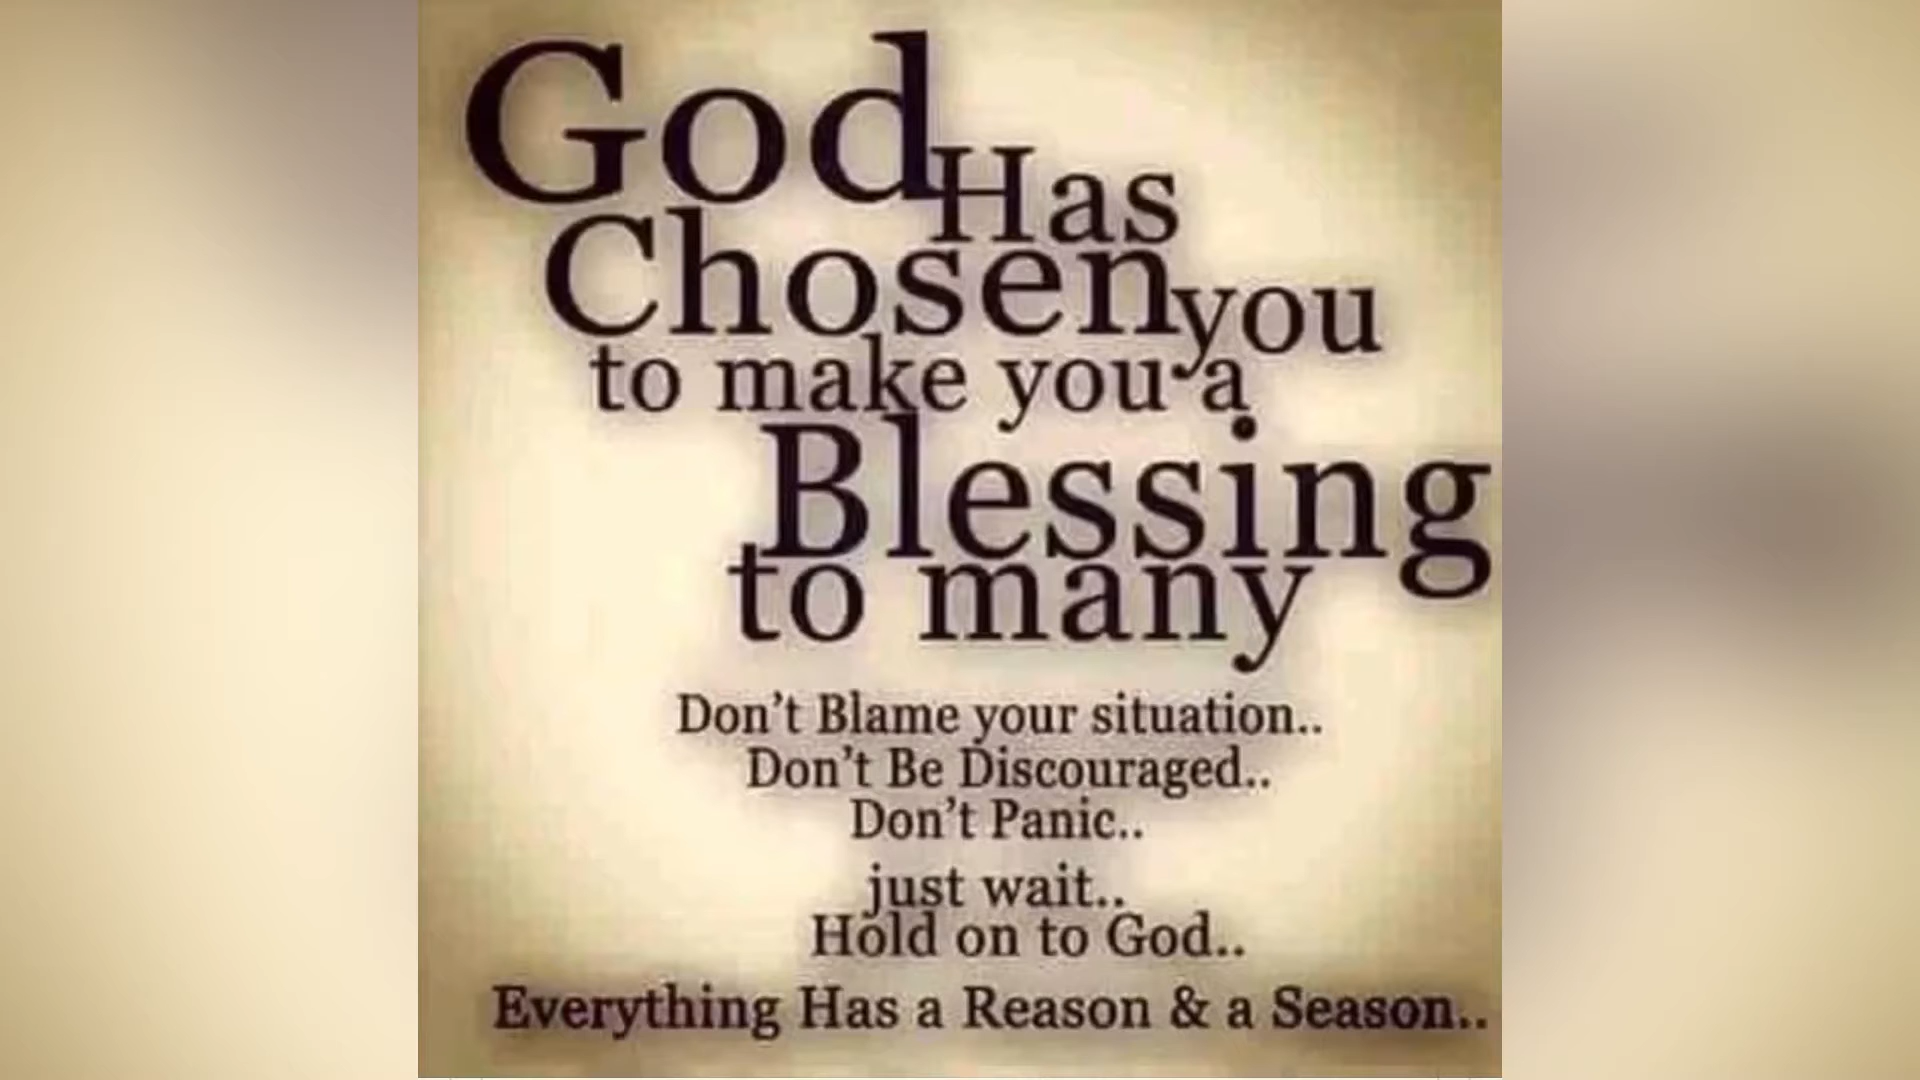 God Has
Chosen you
to make you a
Blessing
to many
Don't Blame your situation..
Don't Be Discouraged..
Don't Panic..
just wait..
Hold on to God..
Everything Has a Reason & a Season..